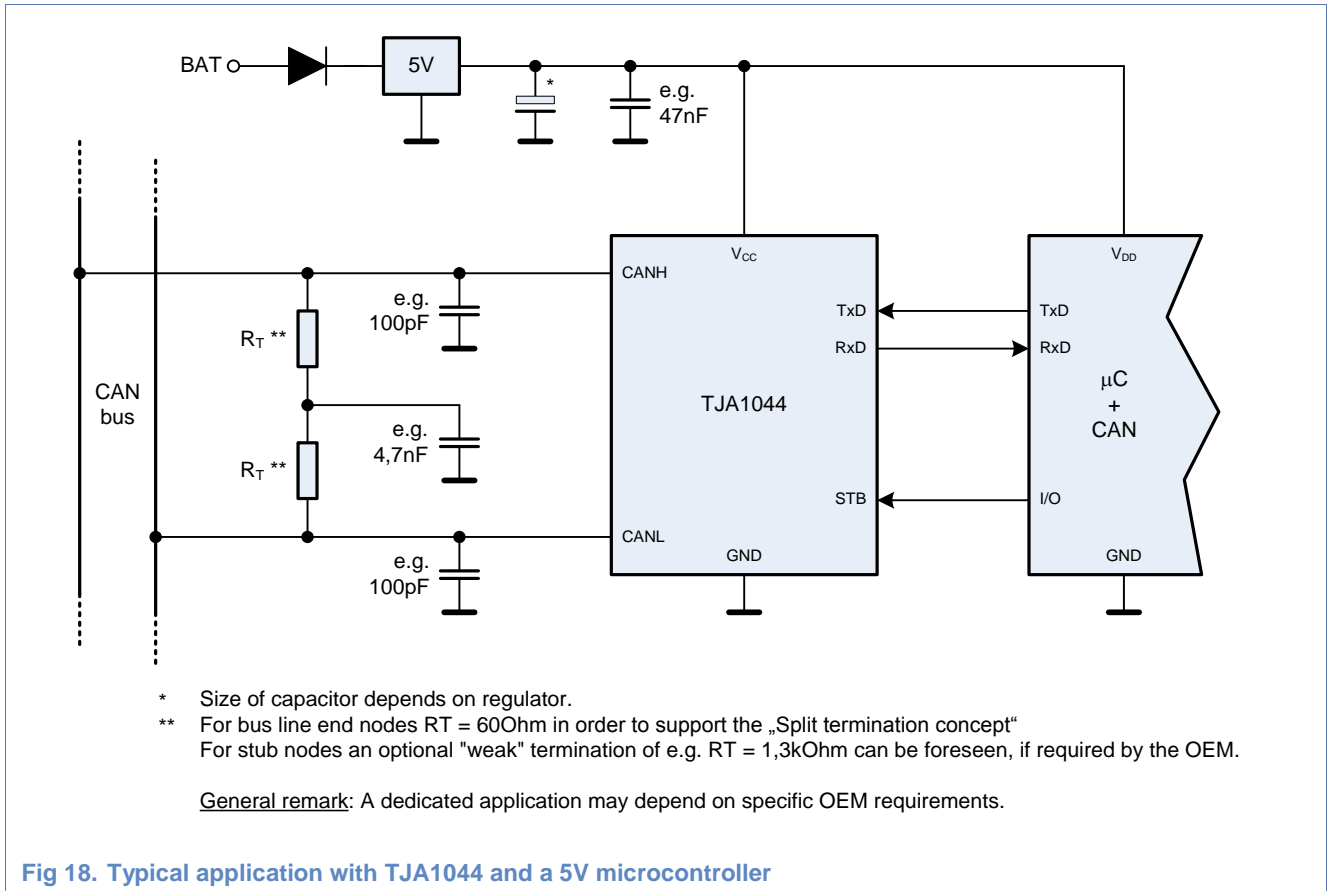 BAT
5V
*
e.g.
47nF
VCC
VDD
CANH
e.g.
100pF
TxD
TxD
RT **
RxD
RxD
CAN
bus
TJA1044
μC
+
CAN
e.g.
4,7nF
RT **
STB
I/O
CANL
GND
GND
e.g.
100pF
* Size of capacitor depends on regulator.
** For bus line end nodes RT = 60Ohm in order to support the „Split termination concept“
For stub nodes an optional "weak" termination of e.g. RT = 1,3kOhm can be foreseen, if required by the OEM.
General remark: A dedicated application may depend on specific OEM requirements.
Fig 18. Typical application with TJA1044 and a 5V microcontroller